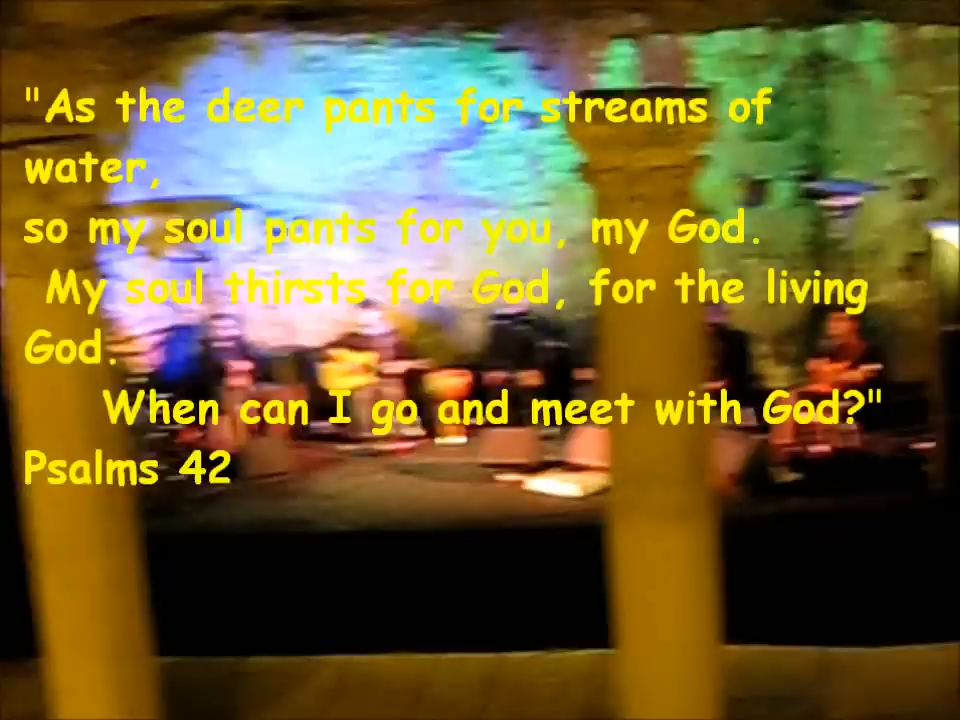 "As the deer pants for streams of
water,
so my soul pants for you, my God.
My soul thirsts for God, for the living
God.
When can I go and meet with God?"
Psalms 42